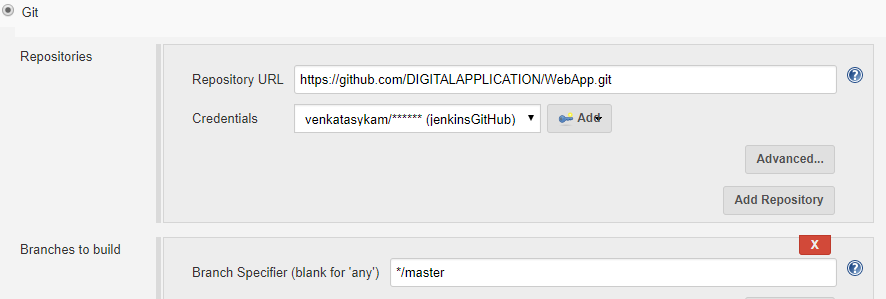 Git
Repositories
Repository URL https://github.com/DIGITALAPPLICATION/WebApp.git
Credentials venkatasykam/****** (jenkinsGitHub) Add
Advanced...
Add Repository
Branches to build
X
Branch Specifier (blank for 'any') */master